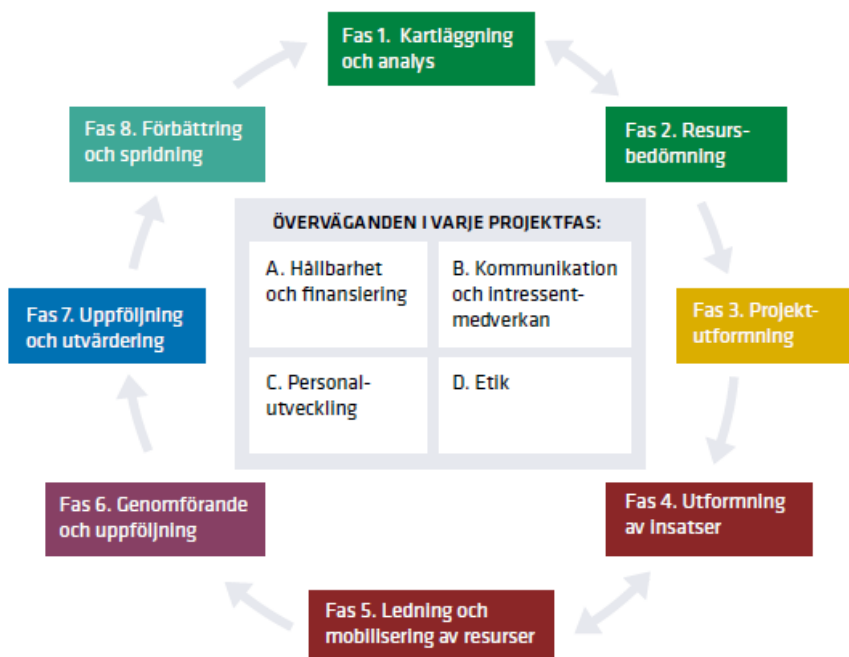 Fas 1. Kartläggning
och analys
Fas 2. Resurs-
bedömning
Fas 3. Projekt-
utformning
Fas 4. Utformning
av insatser
Fas 5. Ledning och
mobilisering av resurser
Fas 6. Genomförande
och uppföljning
Fas 7. Uppföljning
och utvärdering
Fas 8. Förbättring
och spridning
ÖVERVÄGANDEN I VARJE PROJEKTFAS:
A. Hållbarhet
och finansiering
B. Kommunikation
och intressent-
medverkan
C. Personal-
utveckling
D. Etik